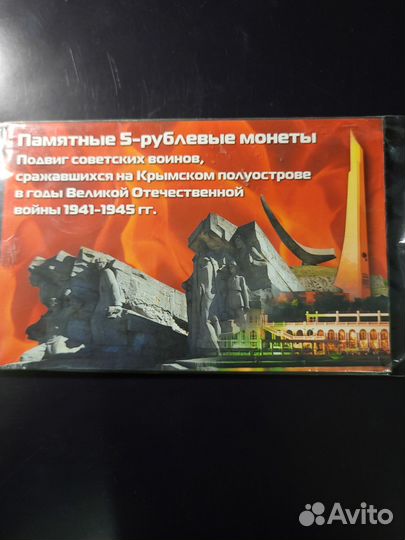 Памятные 5-рублевые монеты
Подвиг советских воинов,
сражавшихся на Крымском полуострове
в годы Великой Отечественной
войны 1941-1945 гг.
Avito